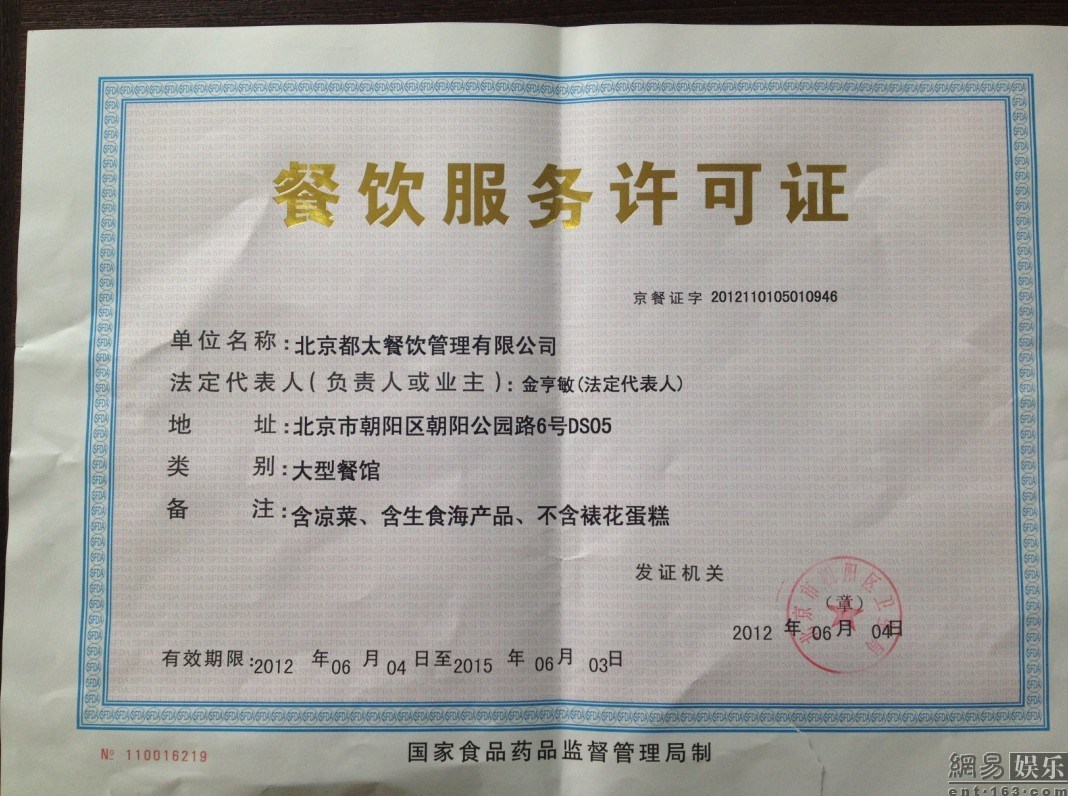 餐饮服务许可证
京餐证字 2012110105010946
单位名称：北京都太餐饮管理有限公司
法定代表人（负责人或业主）：金亨敏(法定代表人)
地 址：北京市朝阳区朝阳公园路6号DS05
类 别：大型餐馆
备 注：含凉菜、含生食海产品、不含裱花蛋糕
发证机关
（章）
2012 年 06 月 04 日
有效期限：2012 年 06 月 04 日至 2015 年 06 月 03 日
№ 110016219
国家食品药品监督管理局制
網易娱乐
ent.163.com